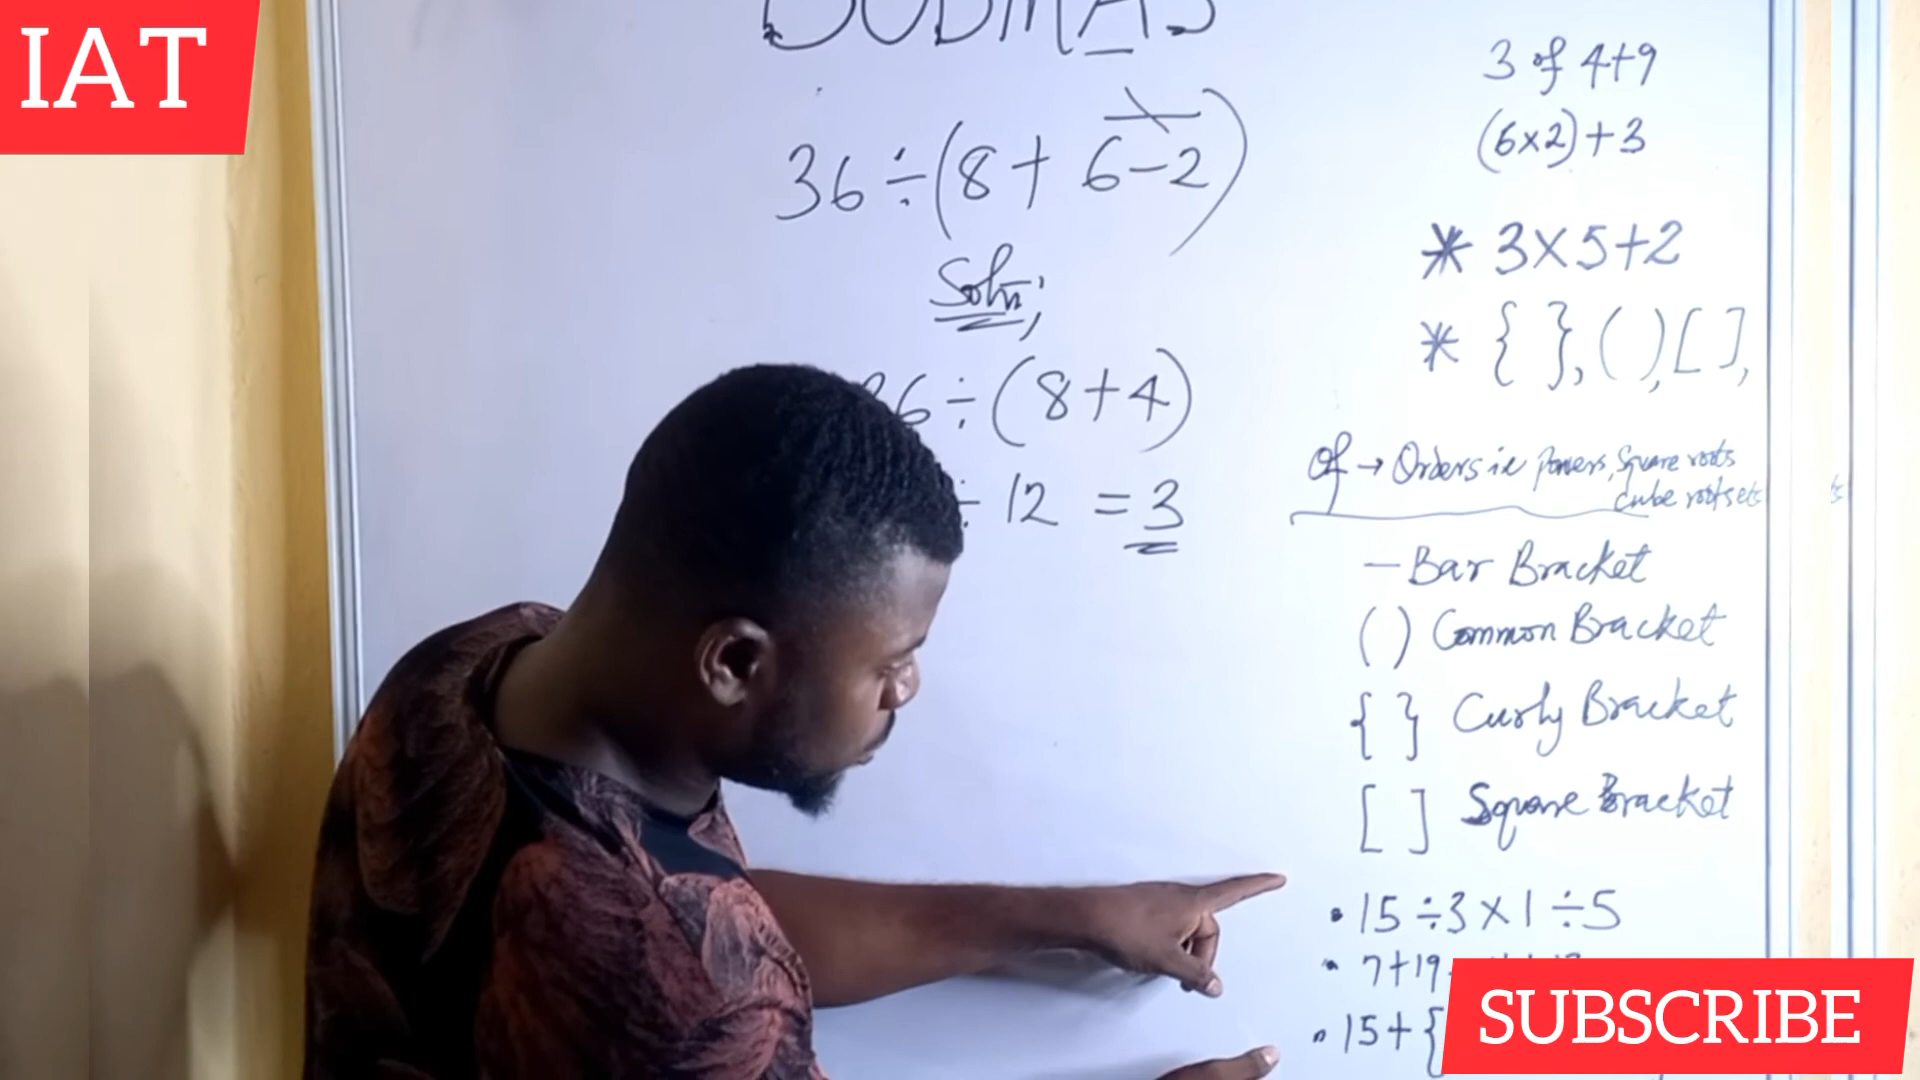 IAT
BODMAS
36÷(8+ 6-2)
Soln;
36÷(8+4)
÷ 12 = 3
3 of 4+9
(6×2)+3
* 3×5+2
* { }, ( ), [ ],
Of → Orders ie Powers, Square roots
Cube roots etc
— Bar Bracket
( ) Common Bracket
{ } Curly Bracket
[ ] Square Bracket
• 15÷3×1÷5
• 7+19
• 15+{
SUBSCRIBE